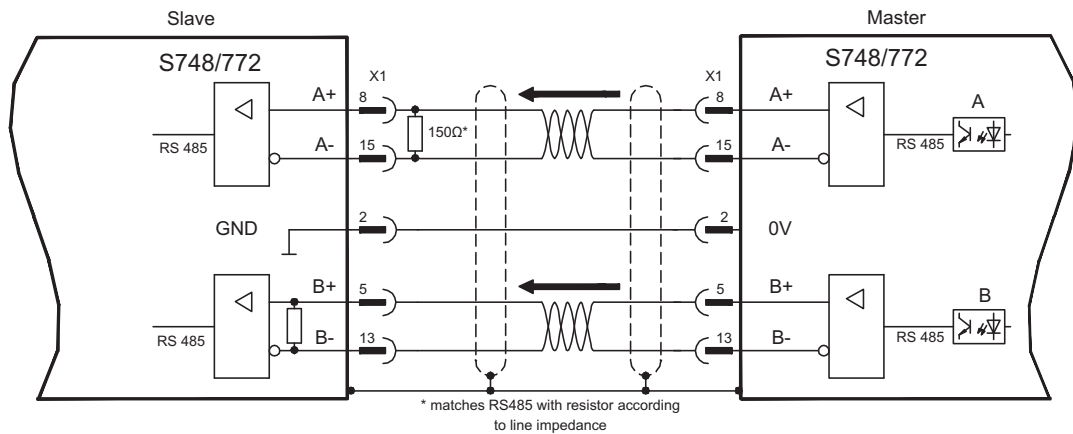 Slave
Master
S748/772
S748/772
X1
X1
A+
8
8
A+
A
150Ω*
RS 485
RS 485
A-
15
15
A-
GND
2
2
0V
B+
5
5
B+
B
RS 485
RS 485
B-
13
13
B-
* matches RS485 with resistor according
to line impedance